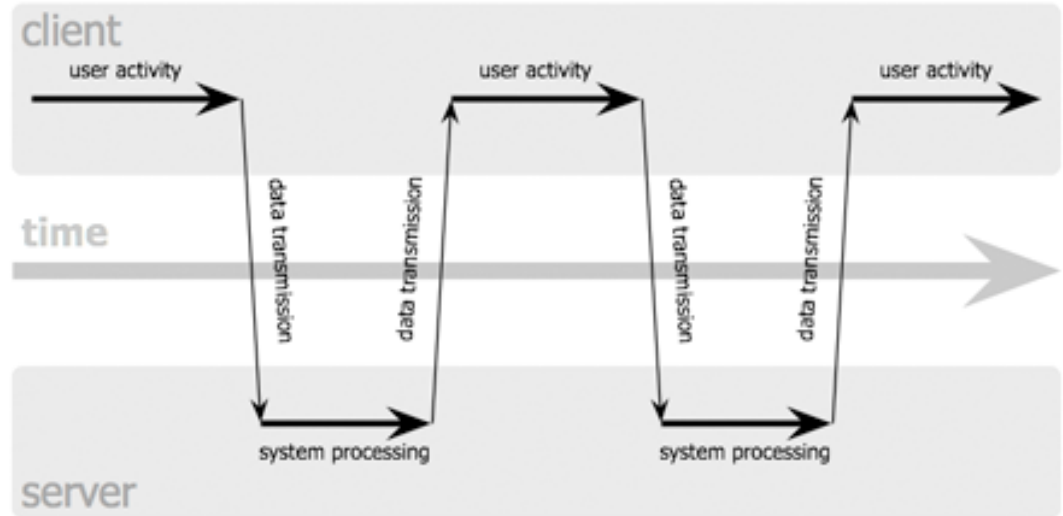 client
user activity
user activity
user activity
data transmission
data transmission
data transmission
data transmission
time
system processing
system processing
server